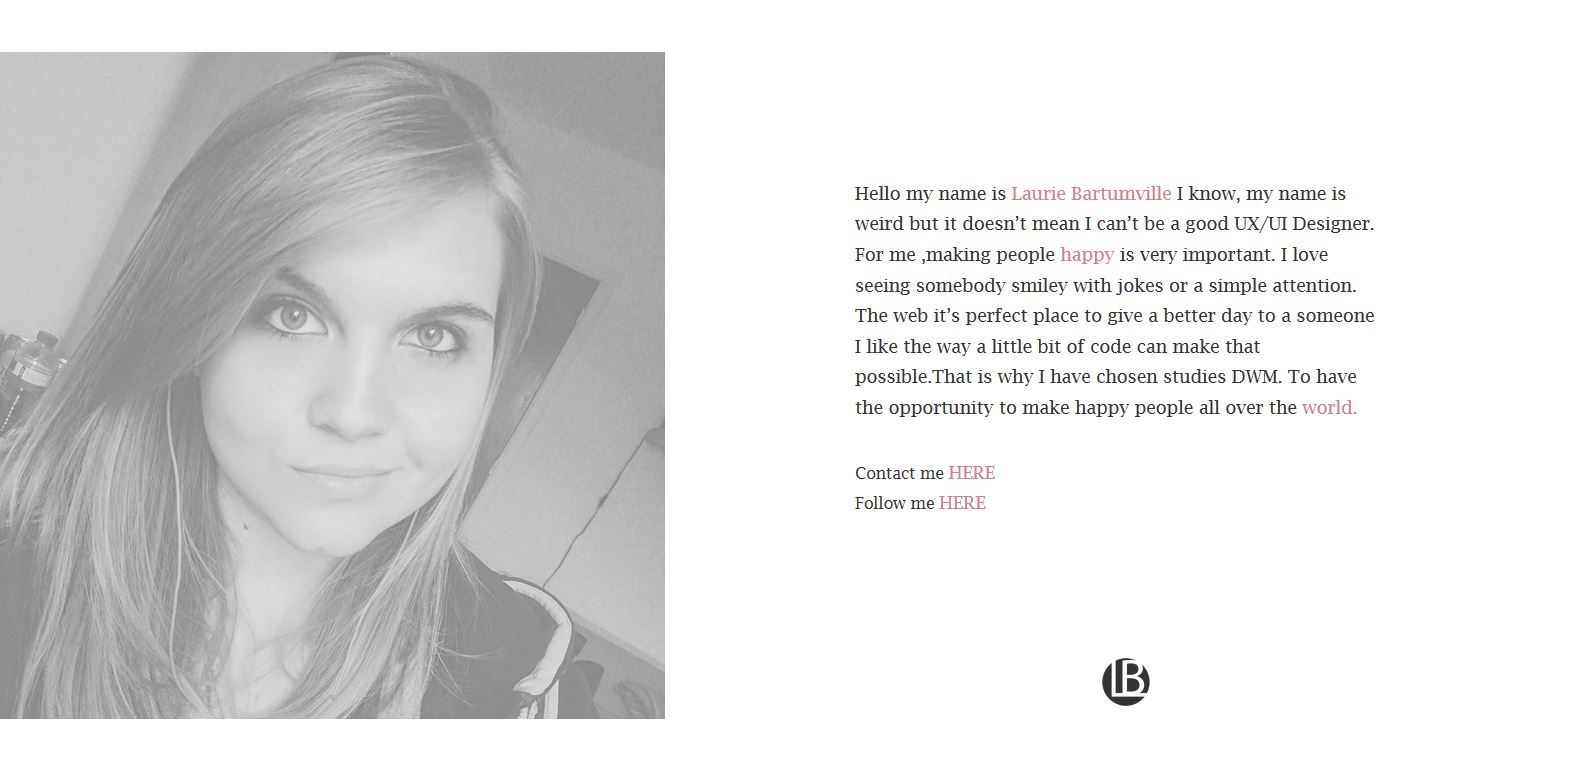 Hello my name is Laurie Bartumville I know, my name is
weird but it doesn’t mean I can’t be a good UX/UI Designer.
For me ,making people happy is very important. I love
seeing somebody smiley with jokes or a simple attention.
The web it’s perfect place to give a better day to a someone
I like the way a little bit of code can make that
possible.That is why I have chosen studies DWM. To have
the opportunity to make happy people all over the world.
Contact me HERE
Follow me HERE
LB